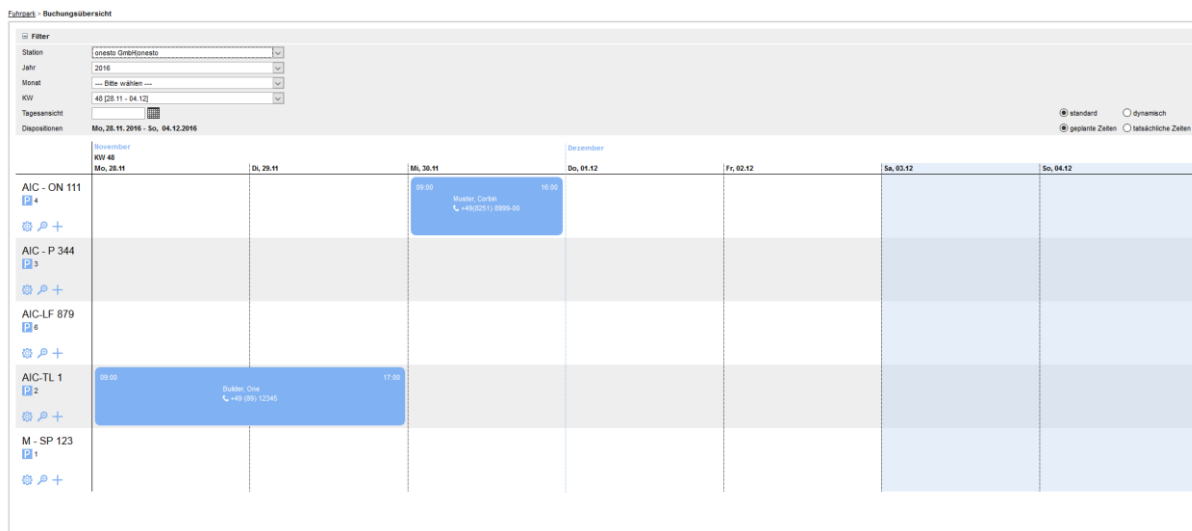 Fuhrpark > Buchungsübersicht
Filter
Station onesto GmbH|onesto
Jahr 2016
Monat --- Bitte wählen ---
KW 48 [28.11 - 04.12]
Tagesansicht standard dynamisch
Dispositionen Mo, 28.11. 2016 - So, 04.12.2016 geplante Zeiten tatsächliche Zeiten
November Dezember
KW 48
Mo, 28.11 Di, 29.11 Mi, 30.11 Do, 01.12 Fr, 02.12 Sa, 03.12 So, 04.12
AIC - ON 111
P 4
09:00 16:00
Muster, Corbin
+49(8251) 8999-00
AIC - P 344
P 3
AIC-LF 879
P 6
AIC-TL 1
P 2
09:00 17:00
Builder, One
+49 (89) 12345
M - SP 123
P 1